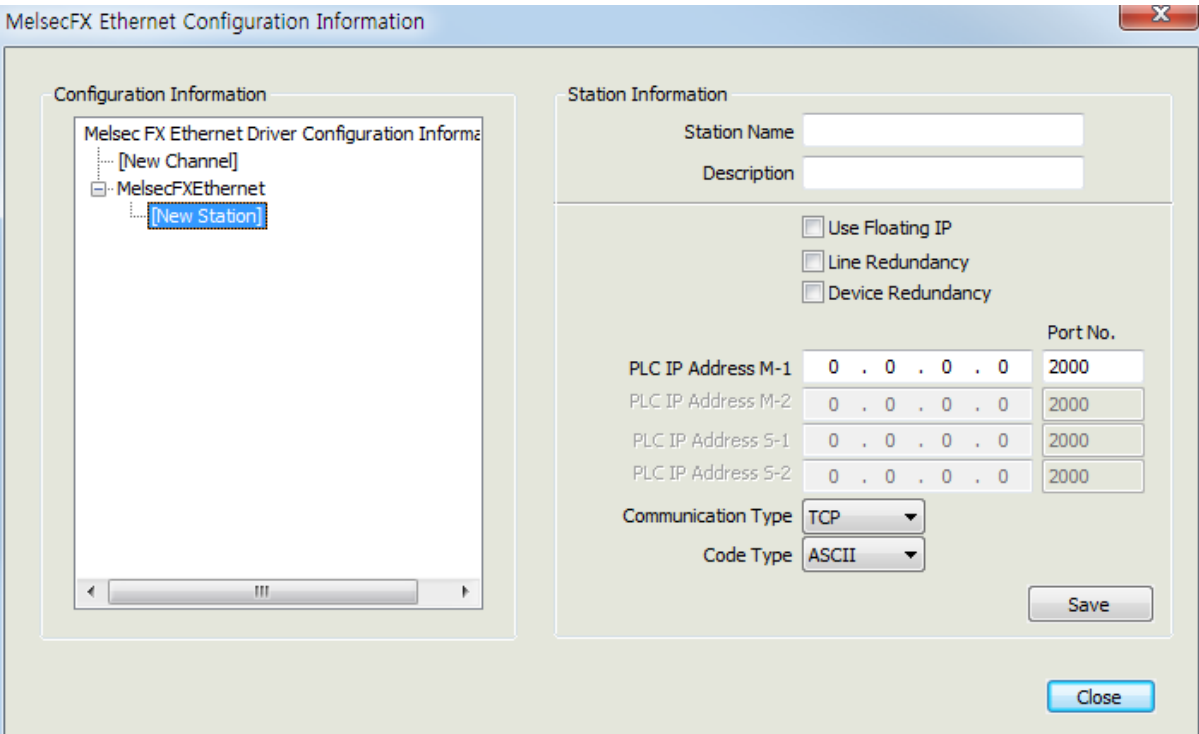 MelsecFX Ethernet Configuration Information
Configuration Information
Melsec FX Ethernet Driver Configuration Informa
[New Channel]
MelsecFXEthernet
[New Station]
Station Information
Station Name
Description
Use Floating IP
Line Redundancy
Device Redundancy
Port No.
PLC IP Address M-1 0 . 0 . 0 . 0 2000
PLC IP Address M-2 0 . 0 . 0 . 0 2000
PLC IP Address S-1 0 . 0 . 0 . 0 2000
PLC IP Address S-2 0 . 0 . 0 . 0 2000
Communication Type TCP
Code Type ASCII
Save
Close